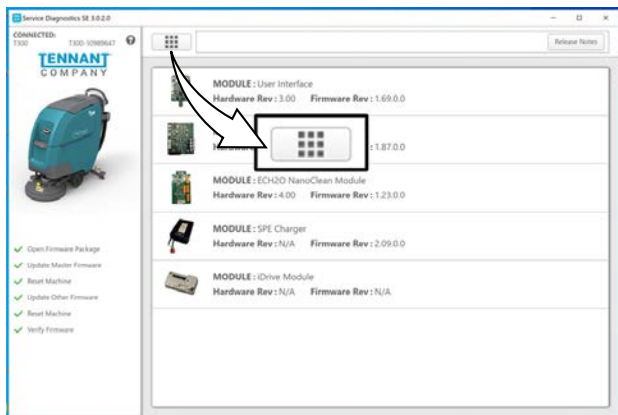 Service Diagnostics SE 3.0.2.0
CONNECTED:
T300 T300-10989647
Release Notes
TENNANT
COMPANY
MODULE : User Interface
Hardware Rev : 3.00 Firmware Rev : 1.69.0.0
: 1.87.0.0
MODULE : ECH2O NanoClean Module
Hardware Rev : 4.00 Firmware Rev : 1.23.0.0
MODULE : SPE Charger
Hardware Rev : N/A Firmware Rev : 2.09.0.0
MODULE : iDrive Module
Hardware Rev : N/A Firmware Rev : N/A
Open Firmware Package
Update Master Firmware
Reset Machine
Update Other Firmware
Reset Machine
Verify Firmware